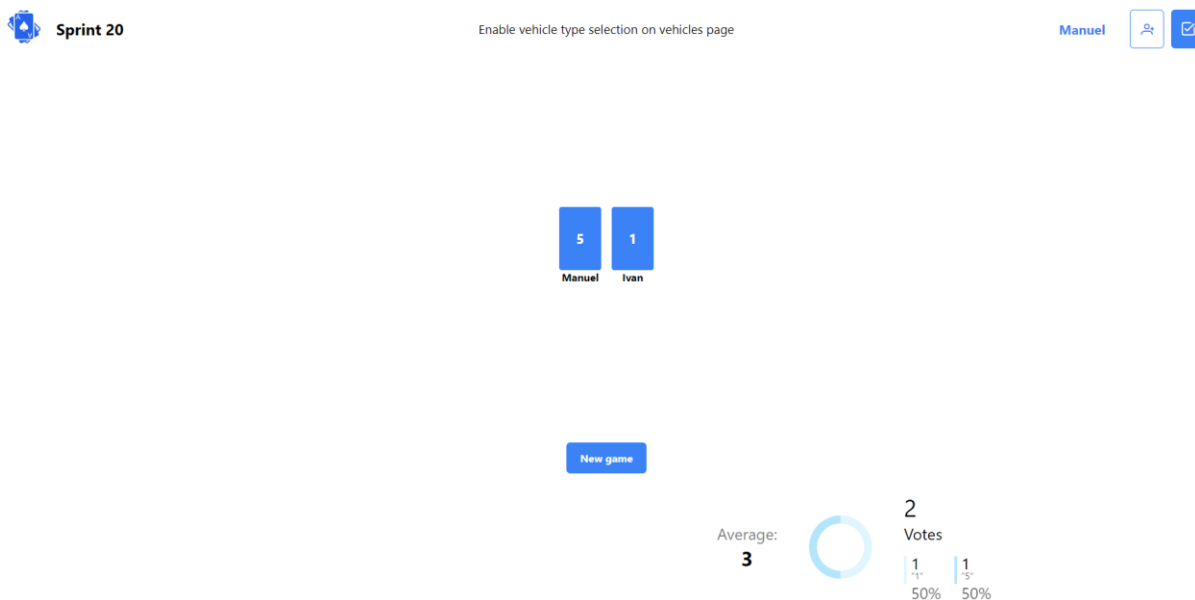 Sprint 20
Enable vehicle type selection on vehicles page
Manuel
5 1
Manuel Ivan
New game
Average:
3
2
Votes
1 1
"1" "5"
50% 50%